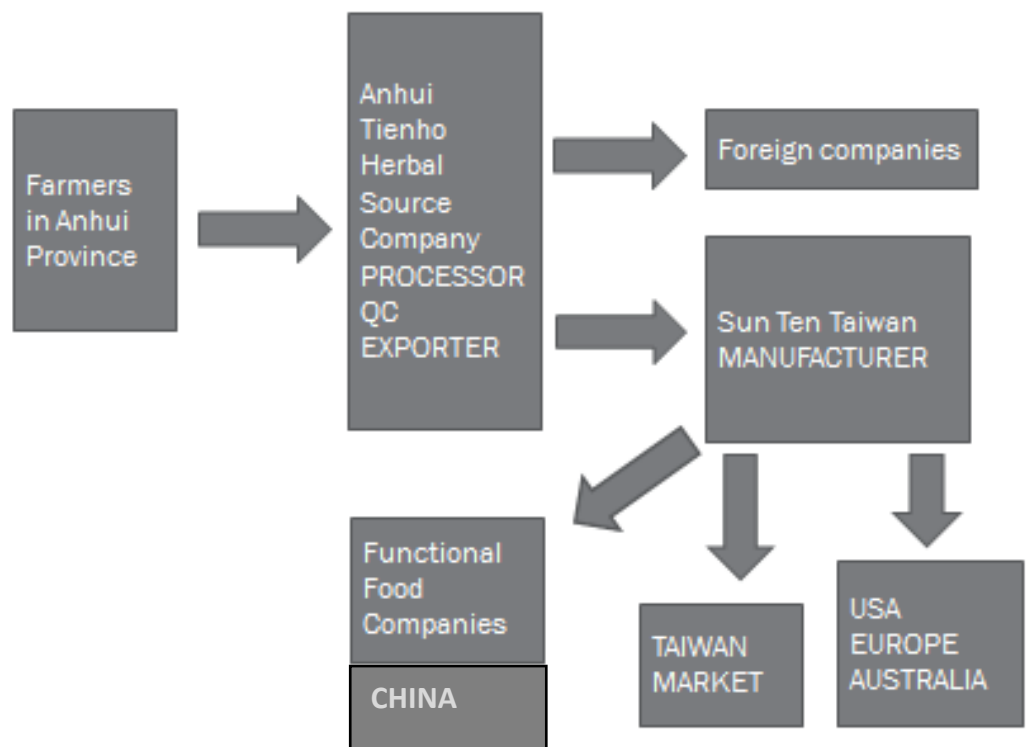 Farmers
in Anhui
Province
Anhui
Tienho
Herbal
Source
Company
PROCESSOR
QC
EXPORTER
Foreign companies
Sun Ten Taiwan
MANUFACTURER
Functional
Food
Companies
CHINA
TAIWAN
MARKET
USA
EUROPE
AUSTRALIA